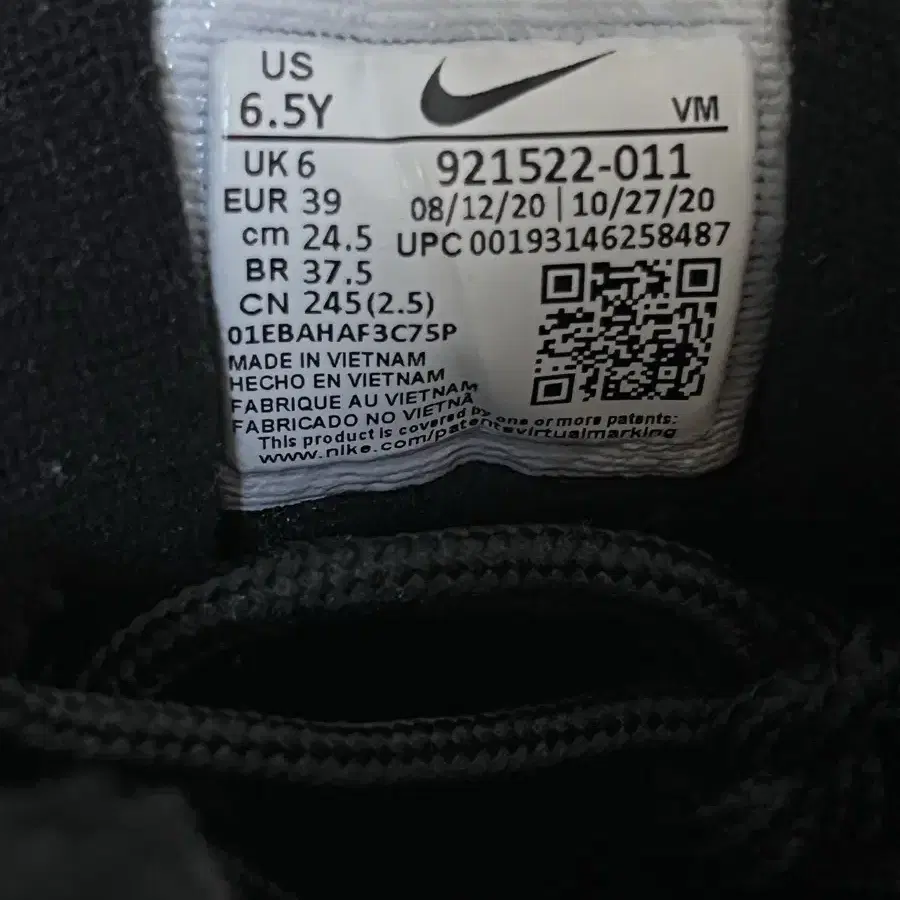 US
6.5Y
VM
UK 6
EUR 39
cm 24.5
BR 37.5
CN 245(2.5)
921522-011
08/12/20 | 10/27/20
UPC 00193146258487
01EBAHAF3C75P
MADE IN VIETNAM
HECHO EN VIETNAM
FABRIQUE AU VIETNAM
FABRICADO NO VIETNÃ
This product is covered by one or more patents:
www.nike.com/patentsvirtualmarking